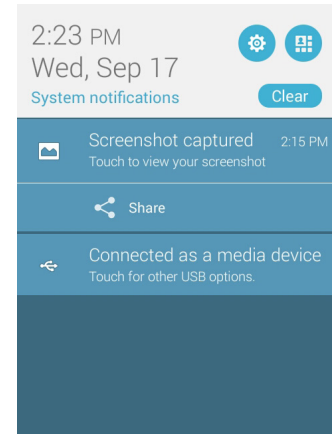 2:23 PM
Wed, Sep 17
System notifications
Clear
Screenshot captured 2:15 PM
Touch to view your screenshot
Share
Connected as a media device
Touch for other USB options.